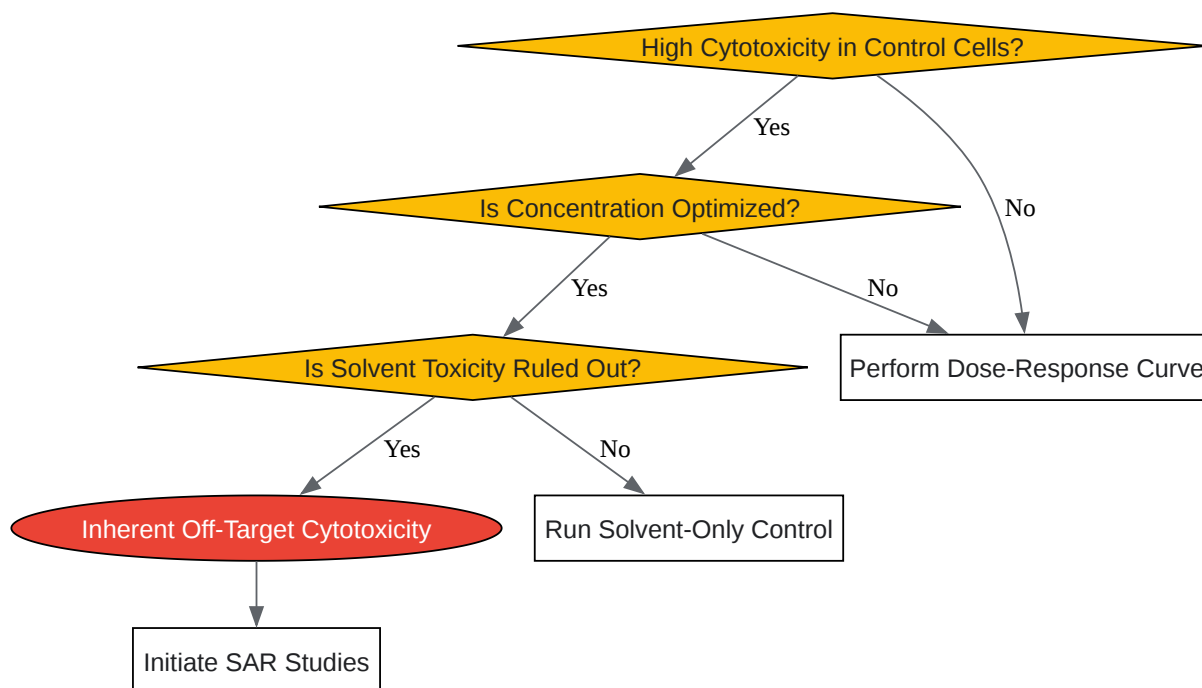 High Cytotoxicity in Control Cells?
Yes
No
Is Concentration Optimized?
Yes
No
Is Solvent Toxicity Ruled Out?
Perform Dose-Response Curve
Yes
No
Inherent Off-Target Cytotoxicity
Run Solvent-Only Control
Initiate SAR Studies